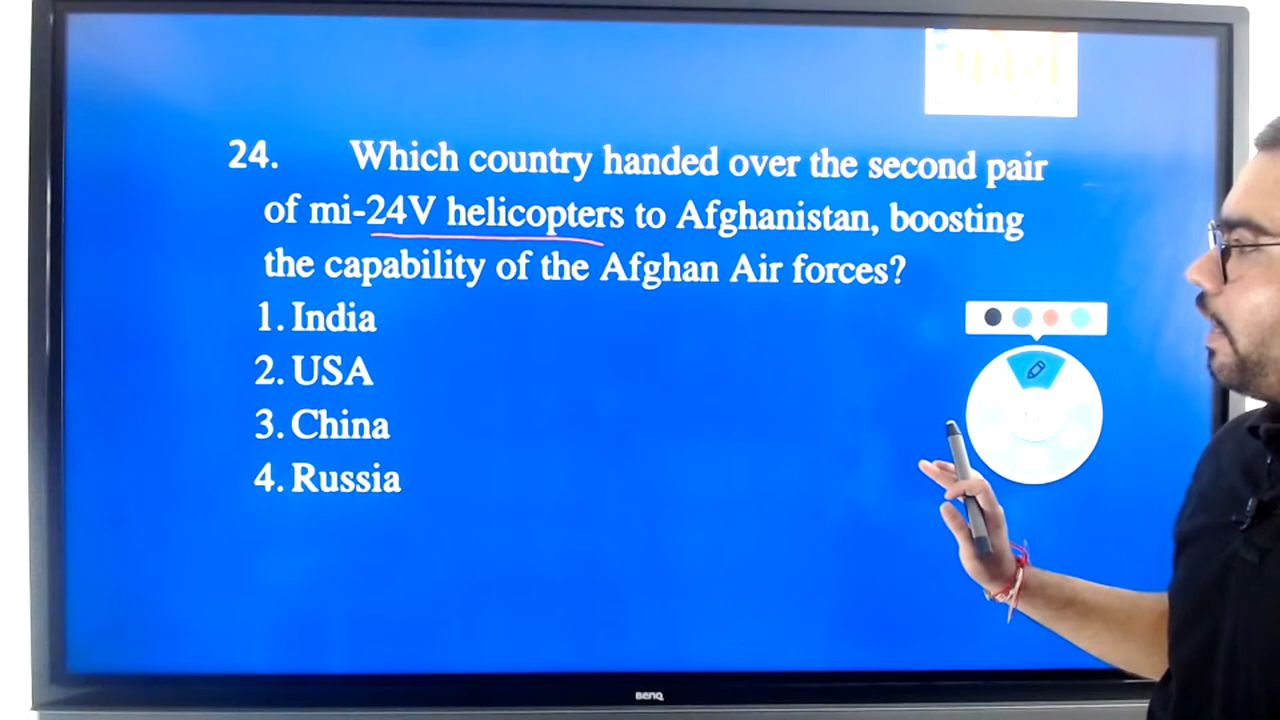 24. Which country handed over the second pair
of mi-24V helicopters to Afghanistan, boosting
the capability of the Afghan Air forces?
1. India
2. USA
3. China
4. Russia
BenQ